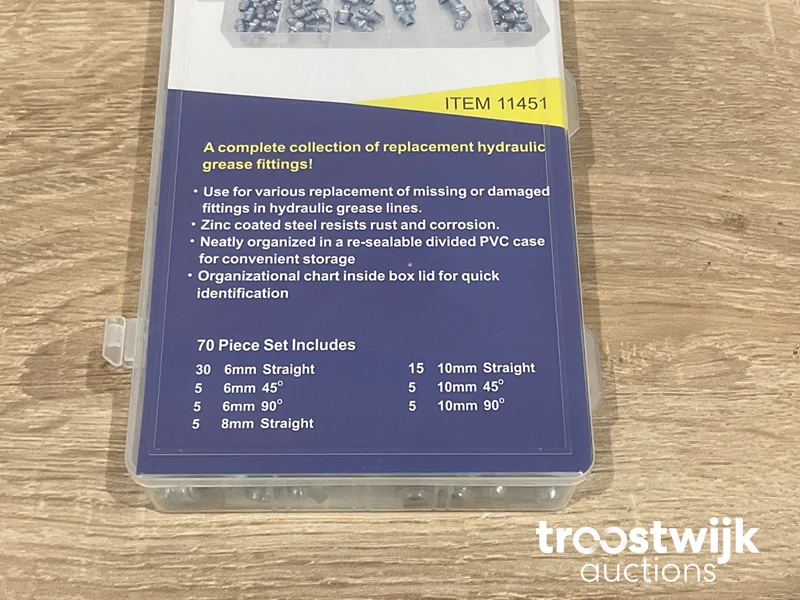 ITEM 11451
A complete collection of replacement hydraulic
grease fittings!
• Use for various replacement of missing or damaged
fittings in hydraulic grease lines.
• Zinc coated steel resists rust and corrosion.
• Neatly organized in a re-sealable divided PVC case
for convenient storage
• Organizational chart inside box lid for quick
identification
70 Piece Set Includes
30 6mm Straight
5 6mm 45°
5 6mm 90°
5 8mm Straight
15 10mm Straight
5 10mm 45°
5 10mm 90°
troostwijk
auctions